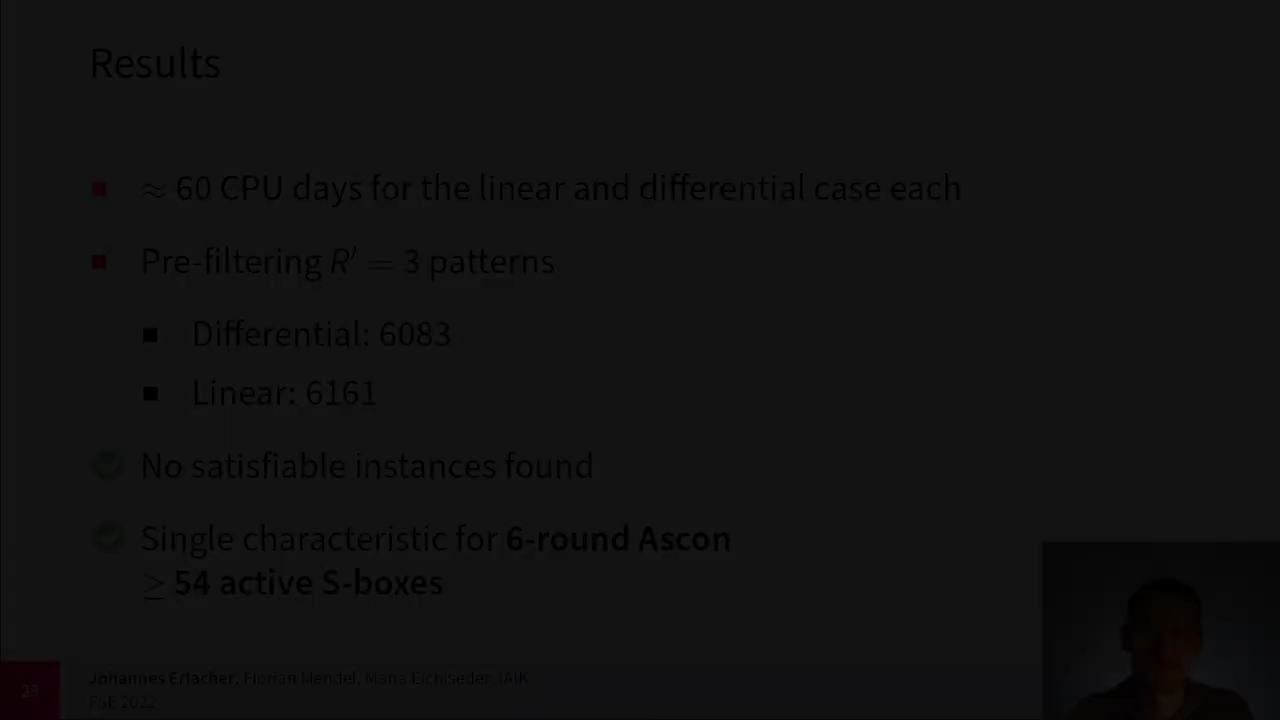 Results
≈ 60 CPU days for the linear and differential case each
Pre-filtering R′ = 3 patterns
Differential: 6083
Linear: 6161
No satisfiable instances found
Single characteristic for 6-round Ascon
≥ 54 active S-boxes
Johannes Erlacher, Florian Mendel, Maria Eichlseder, IAIK
FSE 2022